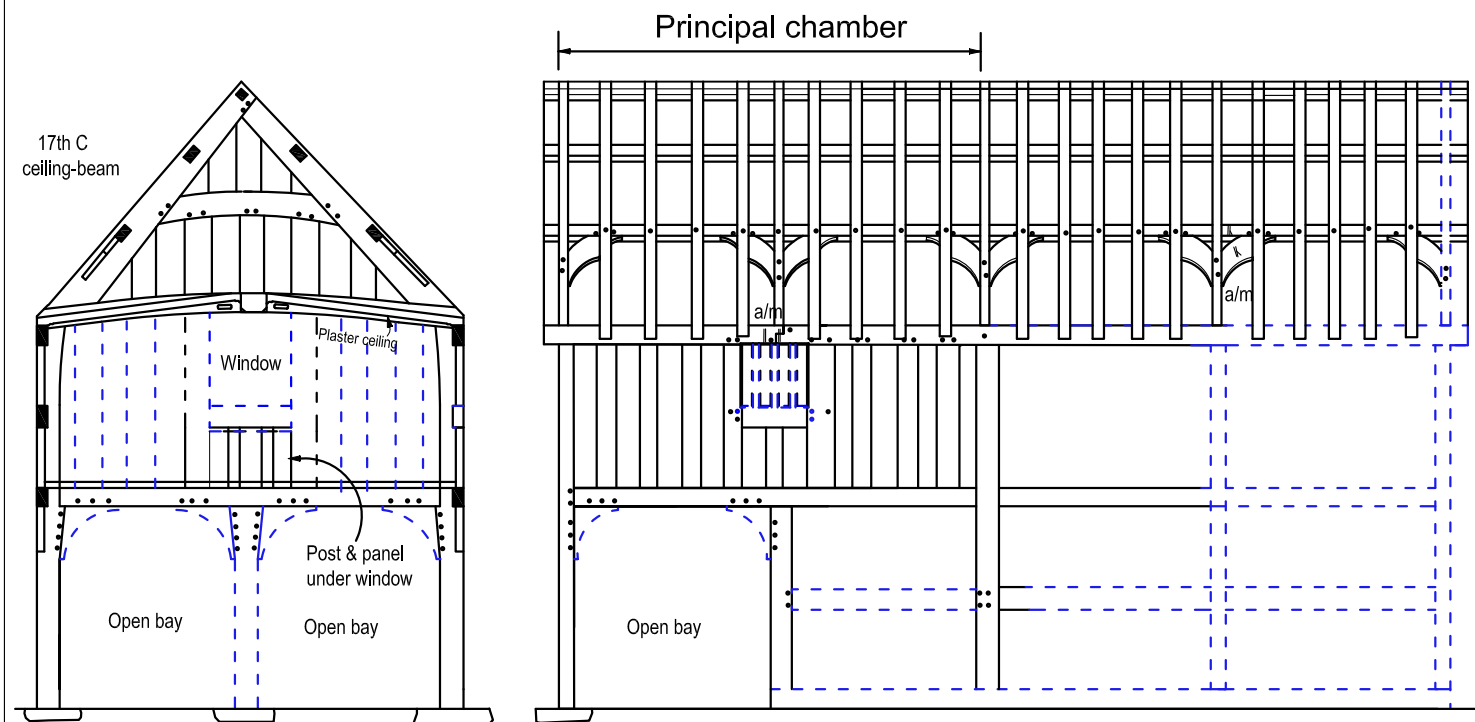 Principal chamber
17th C
ceiling-beam
Plaster ceiling
Window
Post & panel
under window
Open bay
Open bay
a/m
a/m
Open bay